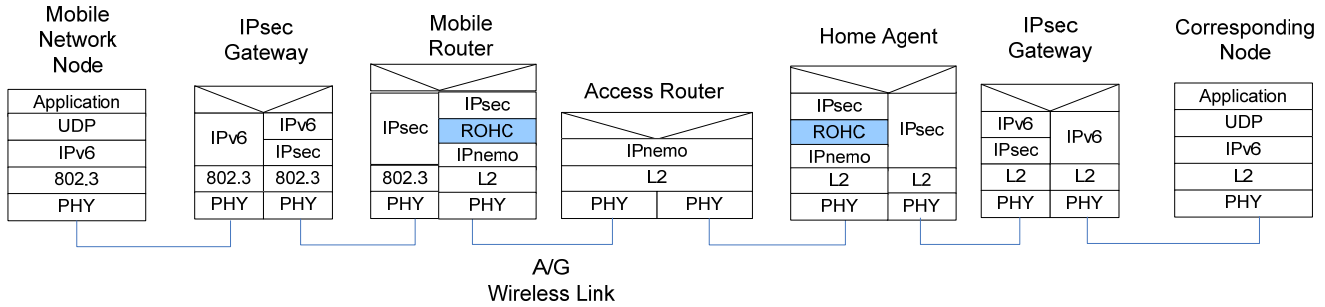 Mobile
Network
Node
IPsec
Gateway
Mobile
Router
Access Router
Home Agent
IPsec
Gateway
Corresponding
Node
Application
UDP
IPv6
802.3
PHY
IPv6
IPv6
IPsec
802.3
802.3
PHY
PHY
IPsec
IPsec
ROHC
IPnemo
802.3
L2
PHY
PHY
IPnemo
L2
PHY
PHY
IPsec
ROHC
IPnemo
IPsec
L2
L2
PHY
PHY
IPv6
IPsec
IPv6
L2
L2
PHY
PHY
Application
UDP
IPv6
L2
PHY
A/G
Wireless Link